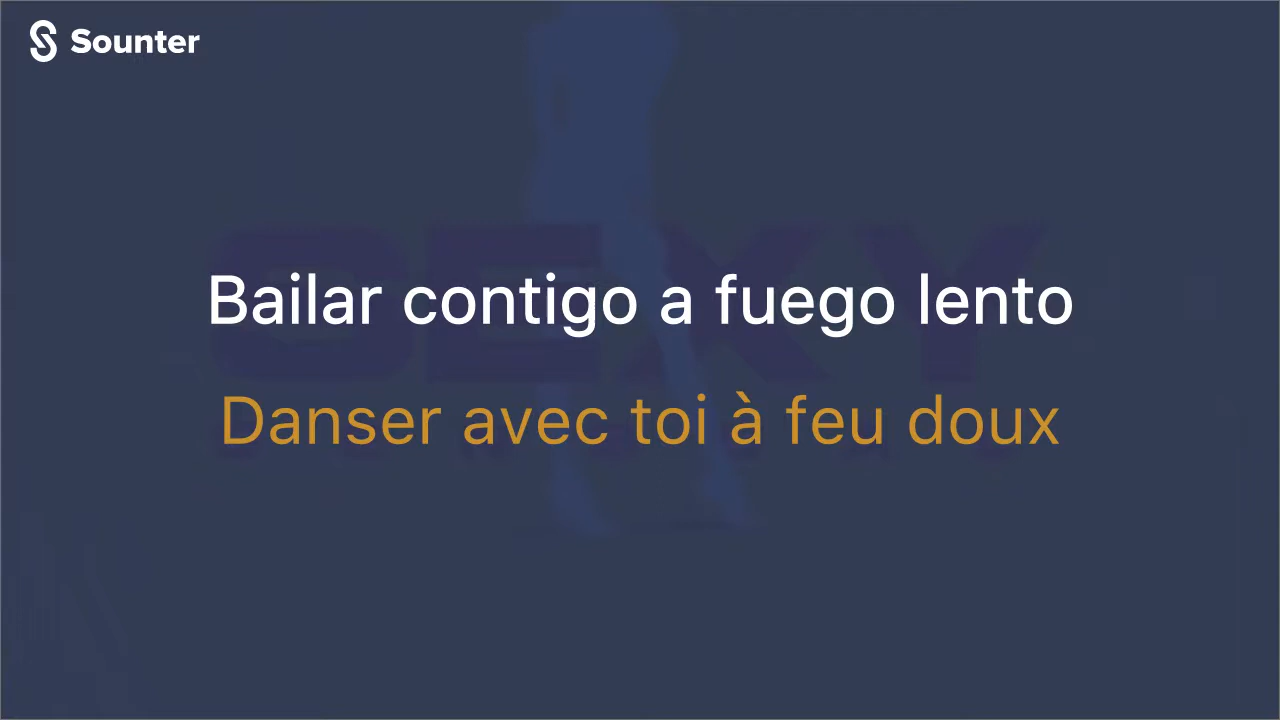 Sounter
Bailar contigo a fuego lento
Danser avec toi à feu doux